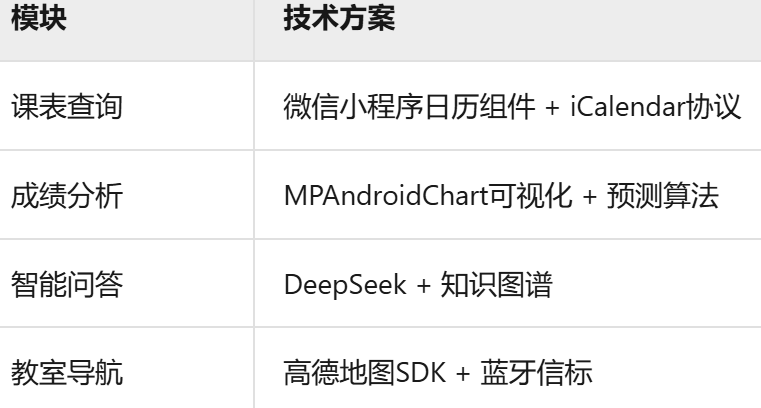 模块 技术方案
课表查询 微信小程序日历组件 + iCalendar协议
成绩分析 MPAndroidChart可视化 + 预测算法
智能问答 DeepSeek + 知识图谱
教室导航 高德地图SDK + 蓝牙信标